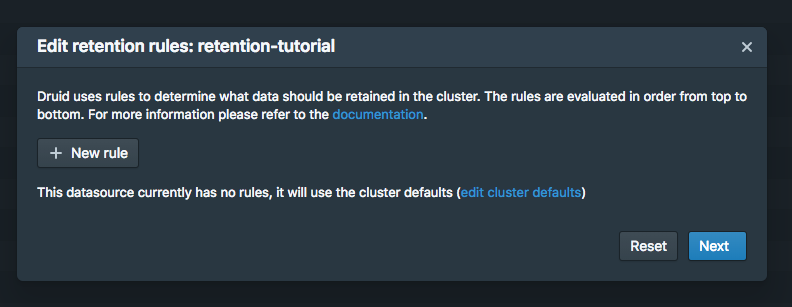 Edit retention rules: retention-tutorial
Druid uses rules to determine what data should be retained in the cluster. The rules are evaluated in order from top to
bottom. For more information please refer to the documentation.
New rule
This datasource currently has no rules, it will use the cluster defaults (edit cluster defaults)
Reset Next